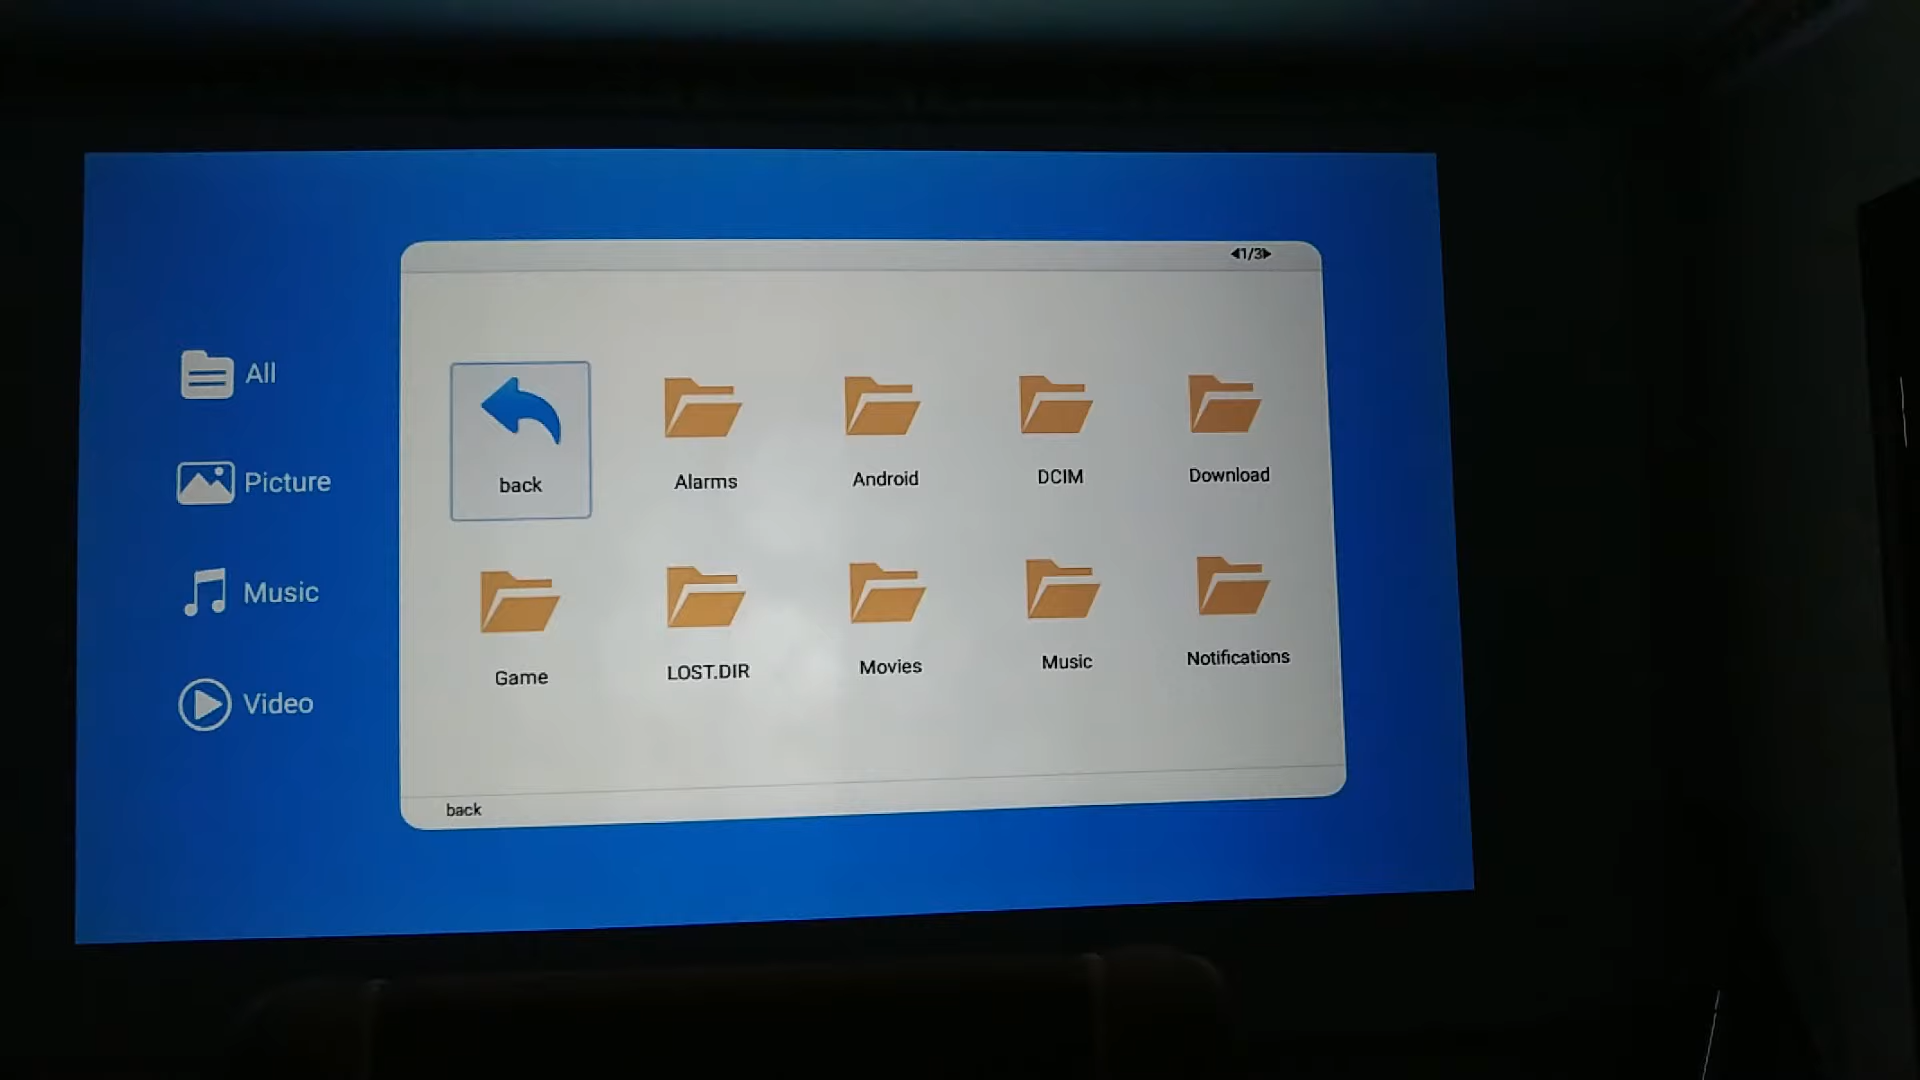 ◀1/3▶
All
Picture
Music
Video
back
Alarms
Android
DCIM
Download
Game
LOST.DIR
Movies
Music
Notifications
back